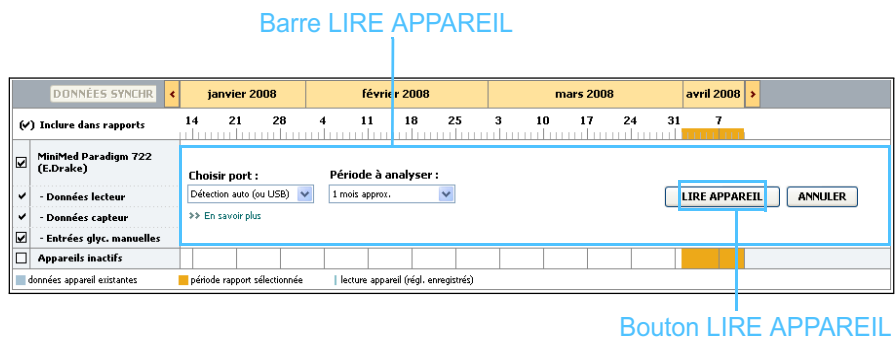 Barre LIRE APPAREIL
DONNÉES SYNCHR
janvier 2008
février 2008
mars 2008
avril 2008
(✔) Inclure dans rapports
14 21 28 4 11 18 25 3 10 17 24 31 7
MiniMed Paradigm 722
(E.Drake)
Choisir port :
Période à analyser :
Détection auto (ou USB)
1 mois approx.
LIRE APPAREIL
ANNULER
- Données lecteur
>> En savoir plus
- Données capteur
- Entrées glyc. manuelles
Appareils inactifs
données appareil existantes
période rapport sélectionnée
lecture appareil (régl. enregistrés)
Bouton LIRE APPAREIL